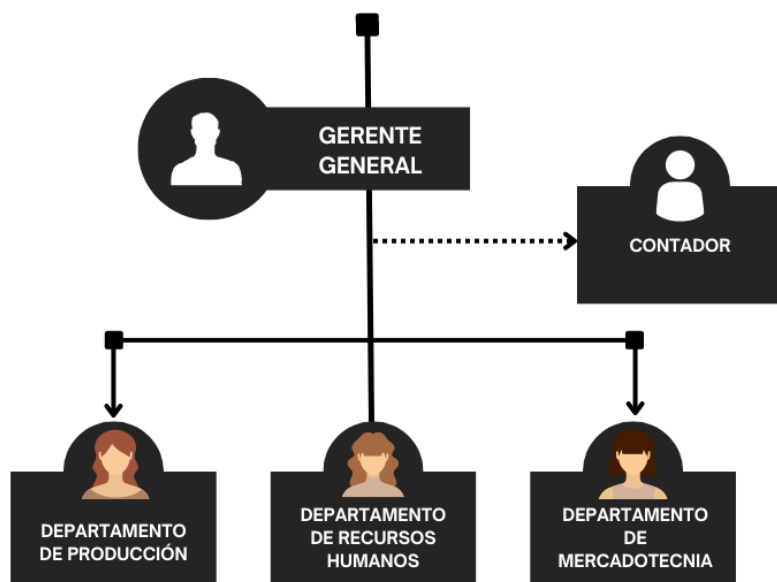 GERENTE
GENERAL
CONTADOR
DEPARTAMENTO
DE PRODUCCIÓN
DEPARTAMENTO
DE RECURSOS
HUMANOS
DEPARTAMENTO
DE
MERCADOTECNIA